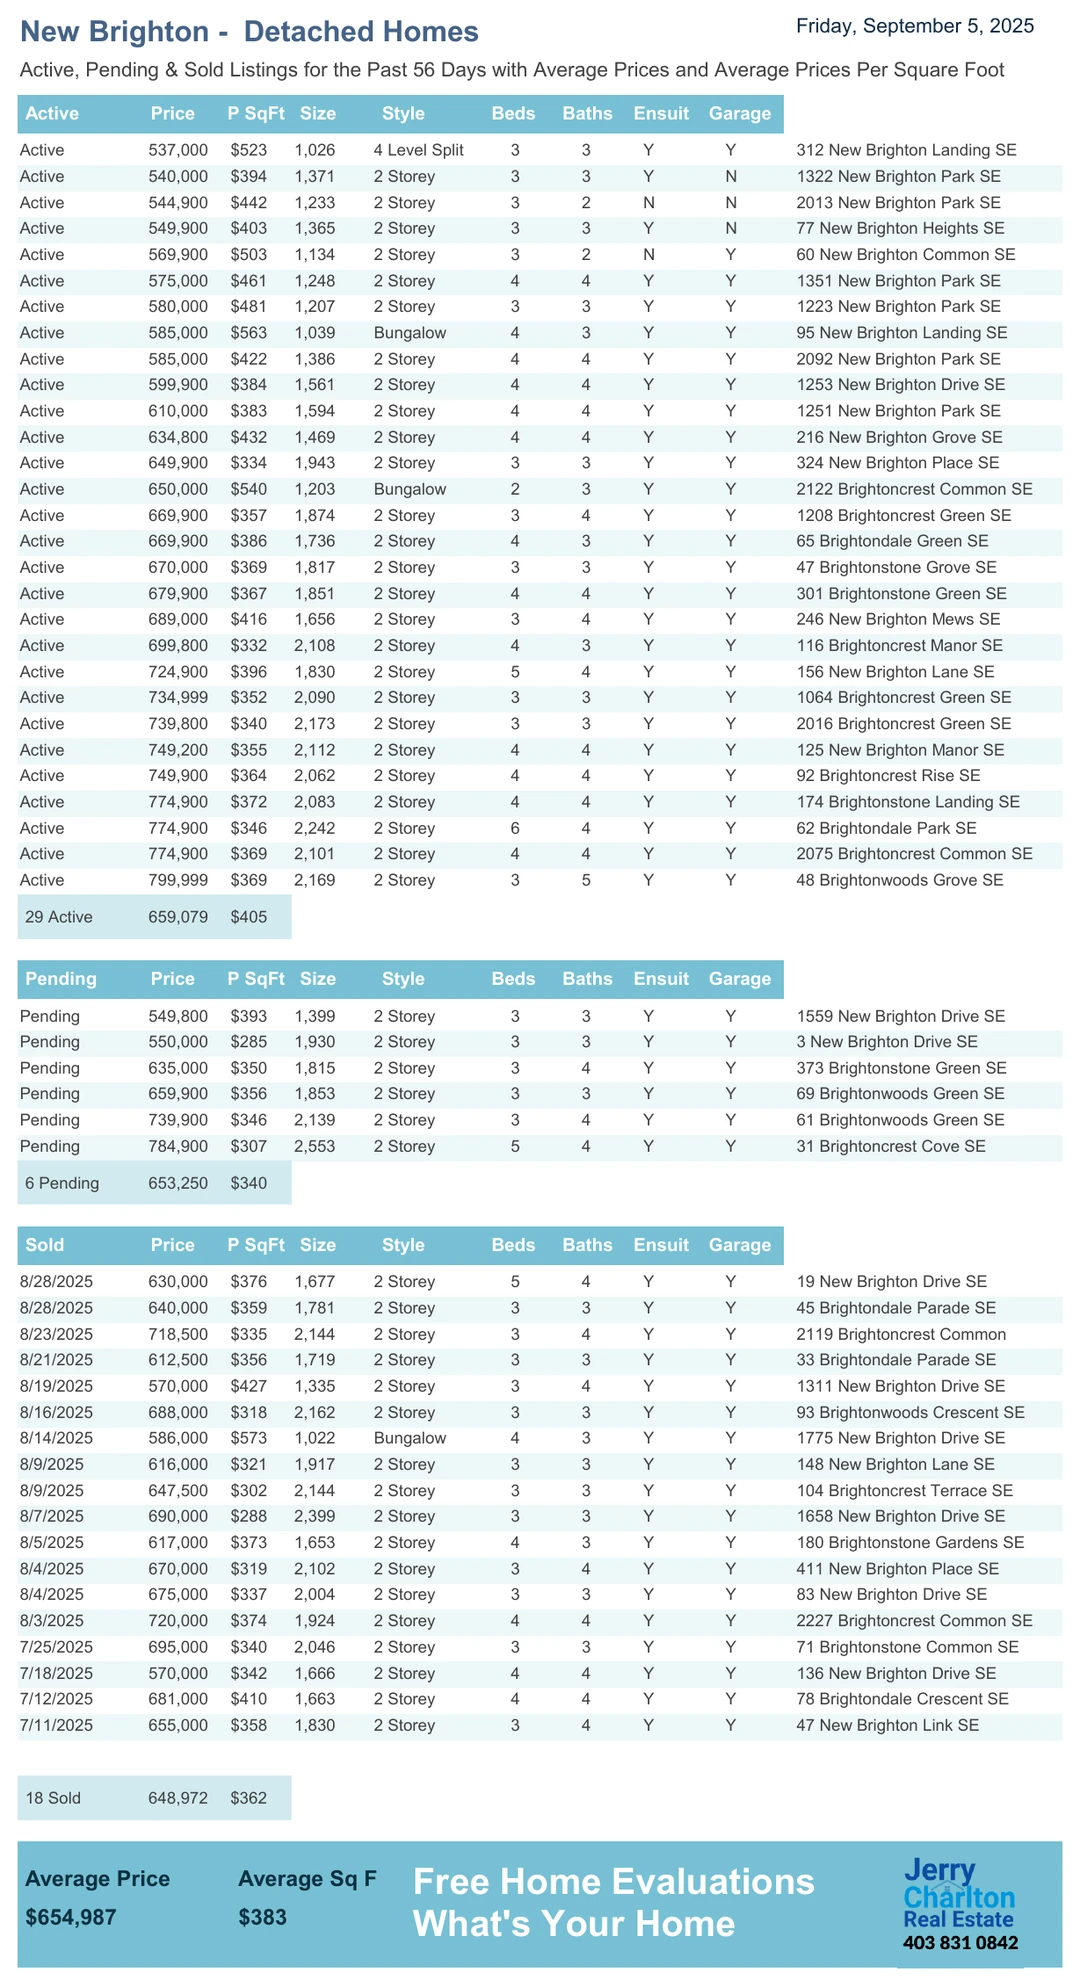 New Brighton - Detached Homes
Friday, September 5, 2025
Active, Pending & Sold Listings for the Past 56 Days with Average Prices and Average Prices Per Square Foot
Active Price P SqFt Size Style Beds Baths Ensuit Garage
Active 537,000 $523 1,026 4 Level Split 3 3 Y Y 312 New Brighton Landing SE
Active 540,000 $394 1,371 2 Storey 3 3 Y N 1322 New Brighton Park SE
Active 544,900 $442 1,233 2 Storey 3 2 N N 2013 New Brighton Park SE
Active 549,900 $403 1,365 2 Storey 3 3 Y N 77 New Brighton Heights SE
Active 569,900 $503 1,134 2 Storey 3 2 N Y 60 New Brighton Common SE
Active 575,000 $461 1,248 2 Storey 4 4 Y Y 1351 New Brighton Park SE
Active 580,000 $481 1,207 2 Storey 3 3 Y Y 1223 New Brighton Park SE
Active 585,000 $563 1,039 Bungalow 4 3 Y Y 95 New Brighton Landing SE
Active 585,000 $422 1,386 2 Storey 4 4 Y Y 2092 New Brighton Park SE
Active 599,900 $384 1,561 2 Storey 4 4 Y Y 1253 New Brighton Drive SE
Active 610,000 $383 1,594 2 Storey 4 4 Y Y 1251 New Brighton Park SE
Active 634,800 $432 1,469 2 Storey 4 4 Y Y 216 New Brighton Grove SE
Active 649,900 $334 1,943 2 Storey 3 3 Y Y 324 New Brighton Place SE
Active 650,000 $540 1,203 Bungalow 2 3 Y Y 2122 Brightoncrest Common SE
Active 669,900 $357 1,874 2 Storey 3 4 Y Y 1208 Brightoncrest Green SE
Active 669,900 $386 1,736 2 Storey 4 3 Y Y 65 Brightondale Green SE
Active 670,000 $369 1,817 2 Storey 3 3 Y Y 47 Brightonstone Grove SE
Active 679,900 $367 1,851 2 Storey 4 4 Y Y 301 Brightonstone Green SE
Active 689,000 $416 1,656 2 Storey 3 4 Y Y 246 New Brighton Mews SE
Active 699,800 $332 2,108 2 Storey 4 3 Y Y 116 Brightoncrest Manor SE
Active 724,900 $396 1,830 2 Storey 5 4 Y Y 156 New Brighton Lane SE
Active 734,999 $352 2,090 2 Storey 3 3 Y Y 1064 Brightoncrest Green SE
Active 739,800 $340 2,173 2 Storey 3 3 Y Y 2016 Brightoncrest Green SE
Active 749,200 $355 2,112 2 Storey 4 4 Y Y 125 New Brighton Manor SE
Active 749,900 $364 2,062 2 Storey 4 4 Y Y 92 Brightoncrest Rise SE
Active 774,900 $372 2,083 2 Storey 4 4 Y Y 174 Brightonstone Landing SE
Active 774,900 $346 2,242 2 Storey 6 4 Y Y 62 Brightondale Park SE
Active 774,900 $369 2,101 2 Storey 4 4 Y Y 2075 Brightoncrest Common SE
Active 799,999 $369 2,169 2 Storey 3 5 Y Y 48 Brightonwoods Grove SE
29 Active 659,079 $405
Pending Price P SqFt Size Style Beds Baths Ensuit Garage
Pending 549,800 $393 1,399 2 Storey 3 3 Y Y 1559 New Brighton Drive SE
Pending 550,000 $285 1,930 2 Storey 3 3 Y Y 3 New Brighton Drive SE
Pending 635,000 $350 1,815 2 Storey 3 4 Y Y 373 Brightonstone Green SE
Pending 659,900 $356 1,853 2 Storey 3 3 Y Y 69 Brightonwoods Green SE
Pending 739,900 $346 2,139 2 Storey 3 4 Y Y 61 Brightonwoods Green SE
Pending 784,900 $307 2,553 2 Storey 5 4 Y Y 31 Brightoncrest Cove SE
6 Pending 653,250 $340
Sold Price P SqFt Size Style Beds Baths Ensuit Garage
8/28/2025 630,000 $376 1,677 2 Storey 5 4 Y Y 19 New Brighton Drive SE
8/28/2025 640,000 $359 1,781 2 Storey 3 3 Y Y 45 Brightondale Parade SE
8/23/2025 718,500 $335 2,144 2 Storey 3 4 Y Y 2119 Brightoncrest Common
8/21/2025 612,500 $356 1,719 2 Storey 3 3 Y Y 33 Brightondale Parade SE
8/19/2025 570,000 $427 1,335 2 Storey 3 4 Y Y 1311 New Brighton Drive SE
8/16/2025 688,000 $318 2,162 2 Storey 3 3 Y Y 93 Brightonwoods Crescent SE
8/14/2025 586,000 $573 1,022 Bungalow 4 3 Y Y 1775 New Brighton Drive SE
8/9/2025 616,000 $321 1,917 2 Storey 3 3 Y Y 148 New Brighton Lane SE
8/9/2025 647,500 $302 2,144 2 Storey 3 3 Y Y 104 Brightoncrest Terrace SE
8/7/2025 690,000 $288 2,399 2 Storey 3 3 Y Y 1658 New Brighton Drive SE
8/5/2025 617,000 $373 1,653 2 Storey 4 3 Y Y 180 Brightonstone Gardens SE
8/4/2025 670,000 $319 2,102 2 Storey 3 4 Y Y 411 New Brighton Place SE
8/4/2025 675,000 $337 2,004 2 Storey 3 3 Y Y 83 New Brighton Drive SE
8/3/2025 720,000 $374 1,924 2 Storey 4 4 Y Y 2227 Brightoncrest Common SE
7/25/2025 695,000 $340 2,046 2 Storey 3 3 Y Y 71 Brightonstone Common SE
7/18/2025 570,000 $342 1,666 2 Storey 4 4 Y Y 136 New Brighton Drive SE
7/12/2025 681,000 $410 1,663 2 Storey 4 4 Y Y 78 Brightondale Crescent SE
7/11/2025 655,000 $358 1,830 2 Storey 3 4 Y Y 47 New Brighton Link SE
18 Sold 648,972 $362
Average Price Average Sq F
$654,987 $383
Free Home Evaluations
What's Your Home
Jerry
Charlton
Real Estate
403 831 0842